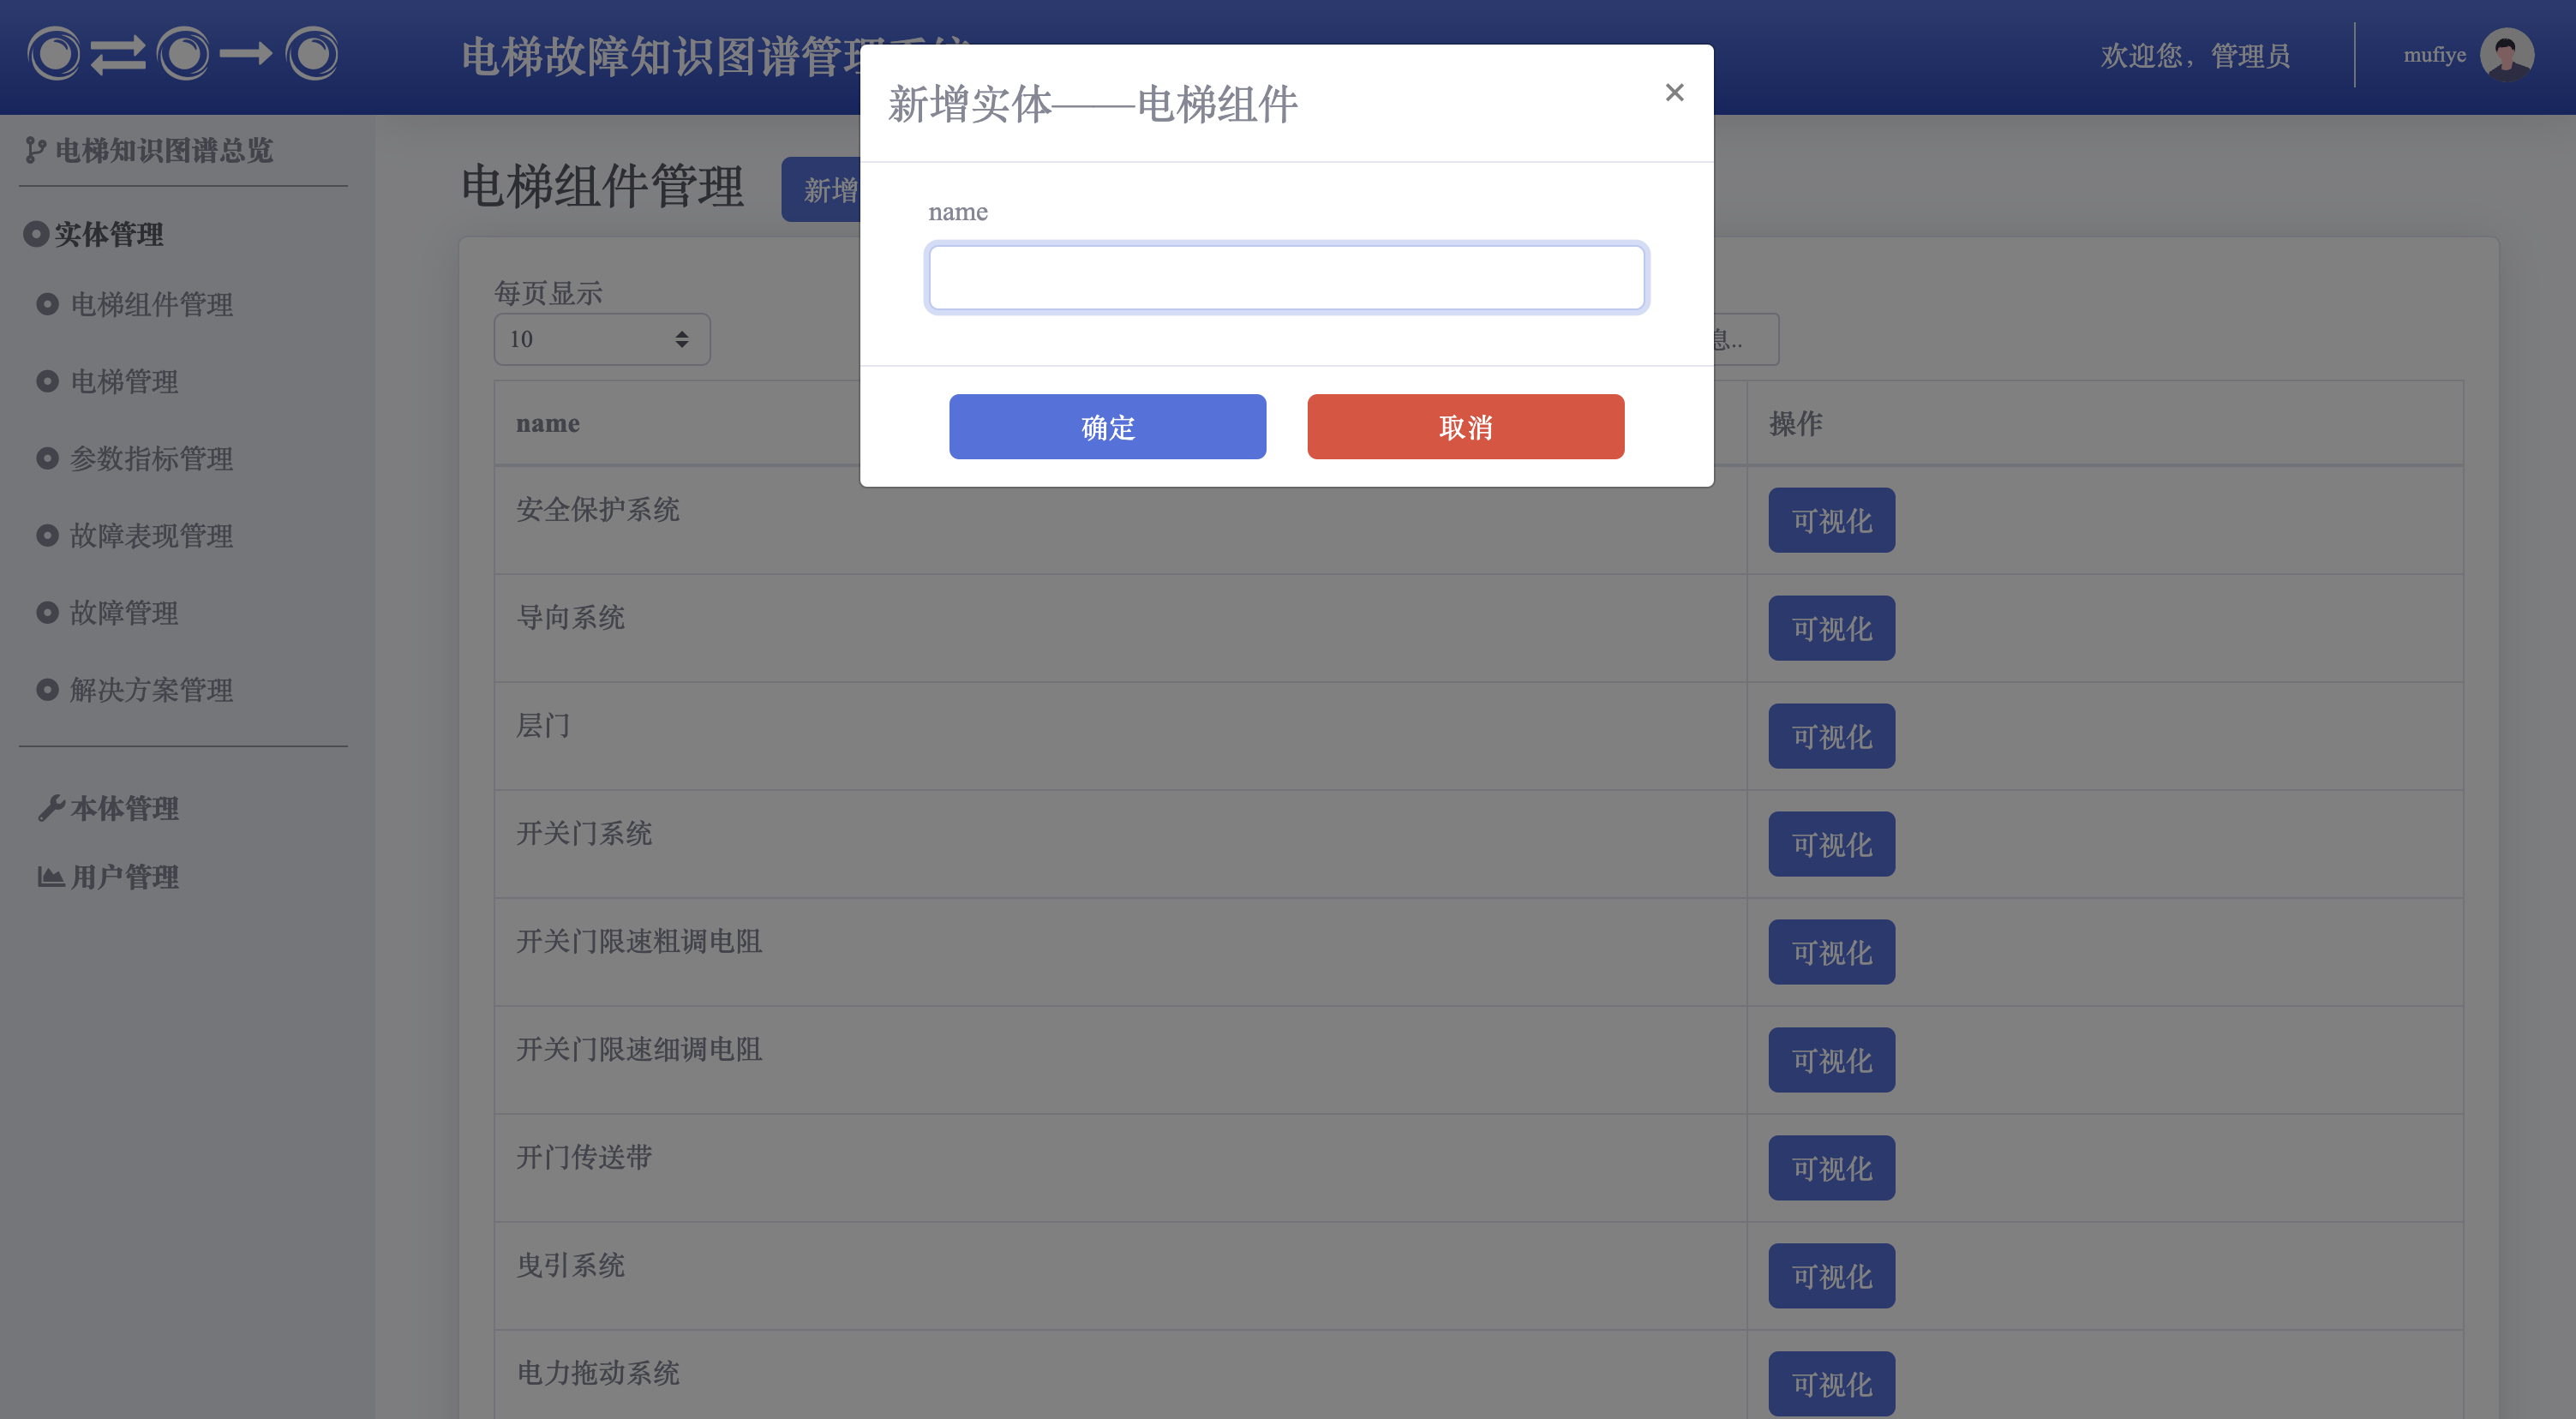 电梯故障知识图谱管理系统
欢迎您，管理员
mufiye
新增实体——电梯组件
×
name
确定
取消
电梯知识图谱总览
实体管理
电梯组件管理
电梯管理
参数指标管理
故障表现管理
故障管理
解决方案管理
本体管理
用户管理
电梯组件管理
新增
每页显示
10
息..
name
操作
安全保护系统
可视化
导向系统
可视化
层门
可视化
开关门系统
可视化
开关门限速粗调电阻
可视化
开关门限速细调电阻
可视化
开门传送带
可视化
曳引系统
可视化
电力拖动系统
可视化